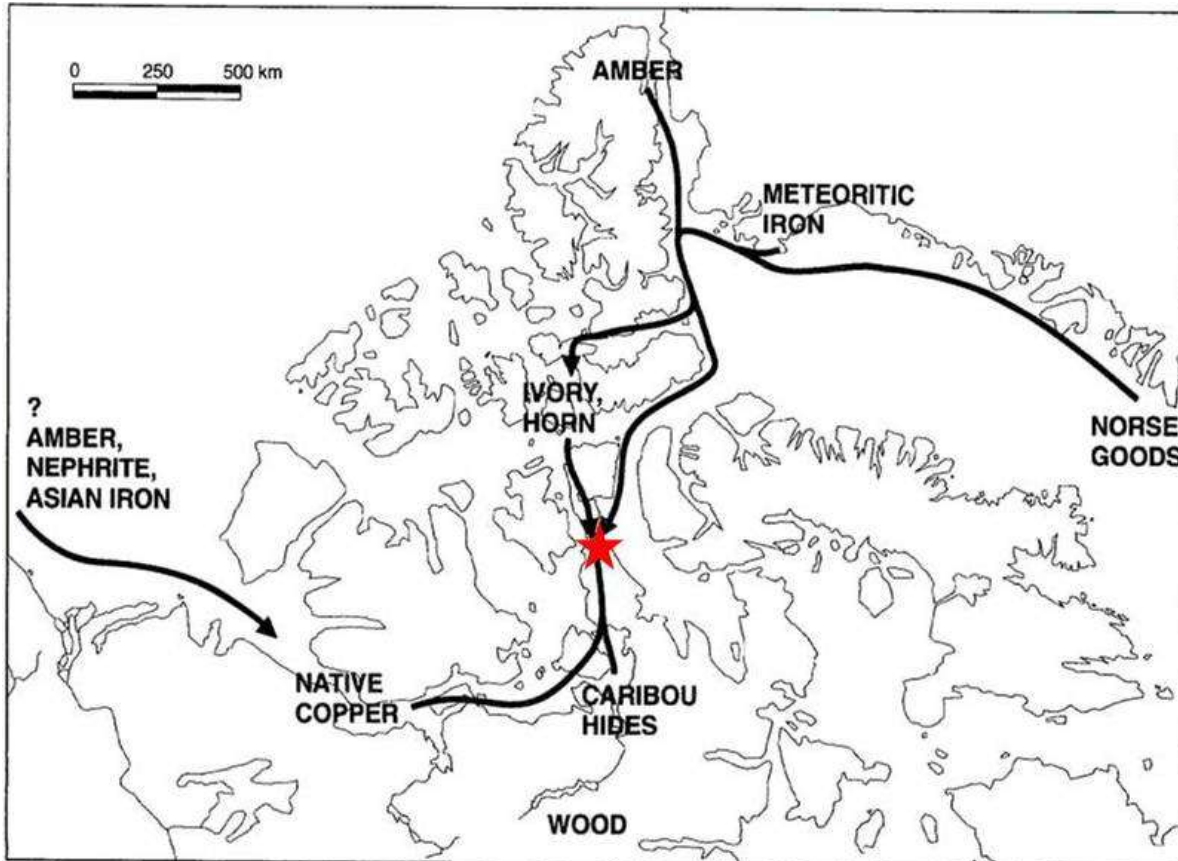 0 250 500 km
AMBER
METEORITIC
IRON
IVORY,
HORN
?
AMBER,
NEPHRITE,
ASIAN IRON
NORSE
GOODS
NATIVE
COPPER
CARIBOU
HIDES
WOOD